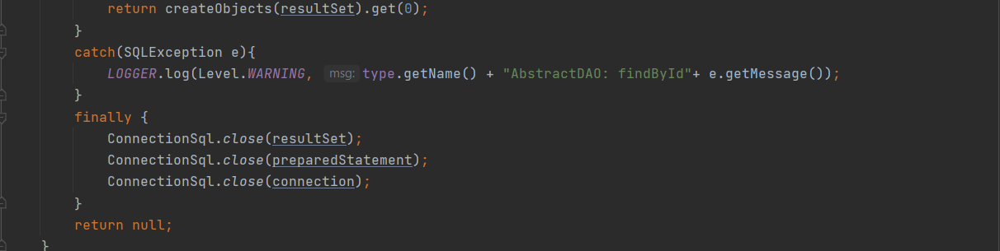 return createObjects(resultSet).get(0);
}
catch(SQLException e){
LOGGER.log(Level.WARNING, msg: type.getName() + "AbstractDAO: findById"+ e.getMessage());
}
finally {
ConnectionSql.close(resultSet);
ConnectionSql.close(preparedStatement);
ConnectionSql.close(connection);
}
return null;
}